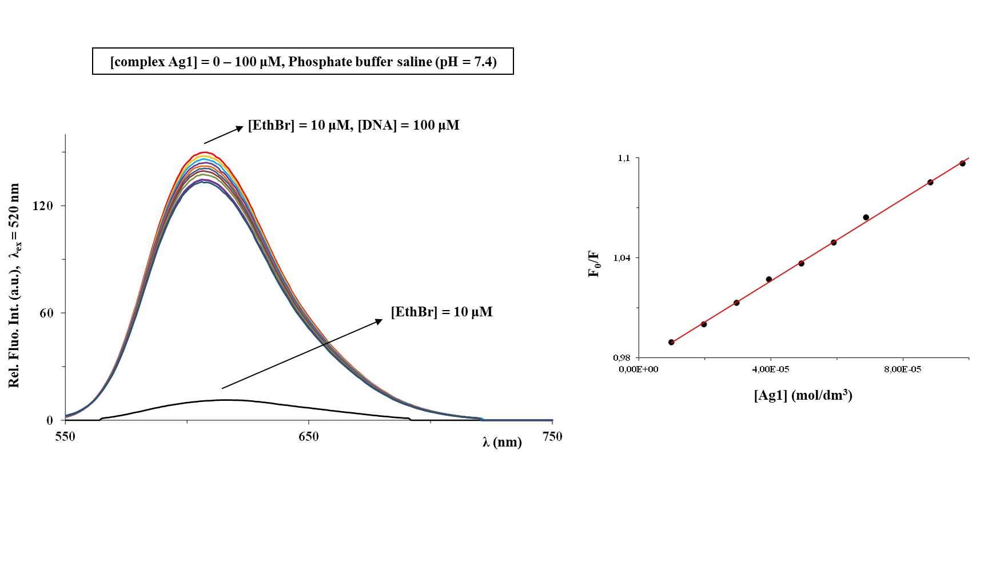 [complex Ag1] = 0 – 100 μM, Phosphate buffer saline (pH = 7.4)
[EthBr] = 10 μM, [DNA] = 100 μM
[EthBr] = 10 μM
Rel. Fluo. Int. (a.u.), λex = 520 nm
120
60
0
550
650
750
λ (nm)
F0/F
1,1
1,04
0,98
0,00E+00
4,00E-05
8,00E-05
[Ag1] (mol/dm³)